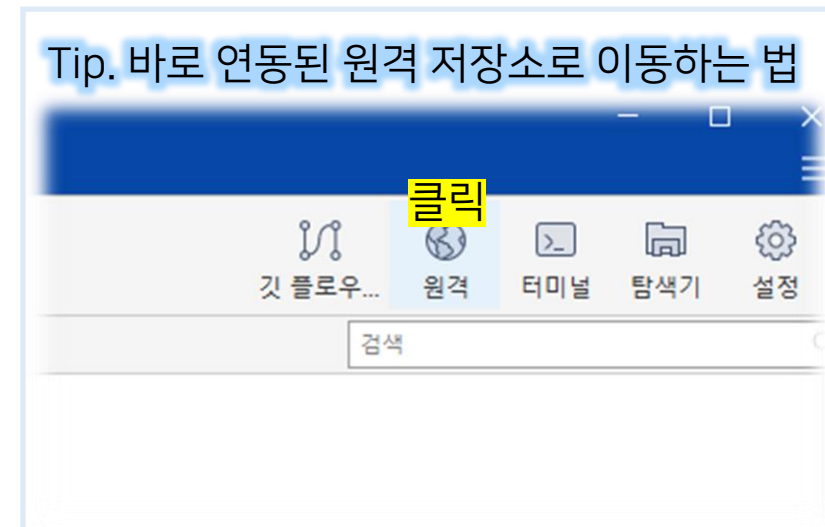 Tip. 바로 연동된 원격 저장소로 이동하는 법
클릭
깃 플로우... 원격 터미널 탐색기 설정
검색